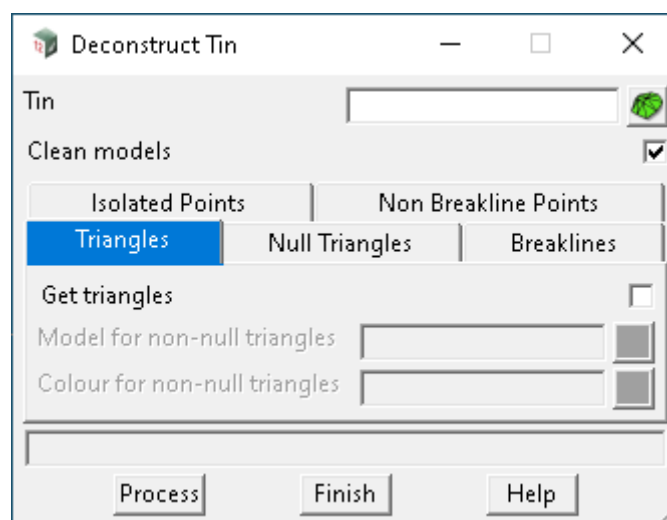 Deconstruct Tin
Tin
Clean models
Isolated Points Non Breakline Points
Triangles Null Triangles Breaklines
Get triangles
Model for non-null triangles
Colour for non-null triangles
Process Finish Help